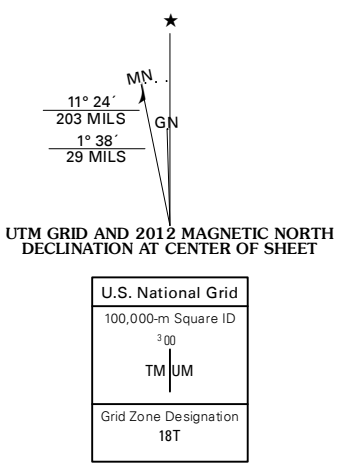 ★
MN
11° 24´
203 MILS
GN
1° 38´
29 MILS
UTM GRID AND 2012 MAGNETIC NORTH
DECLINATION AT CENTER OF SHEET
U.S. National Grid
100,000-m Square ID
³00
TM UM
Grid Zone Designation
18T